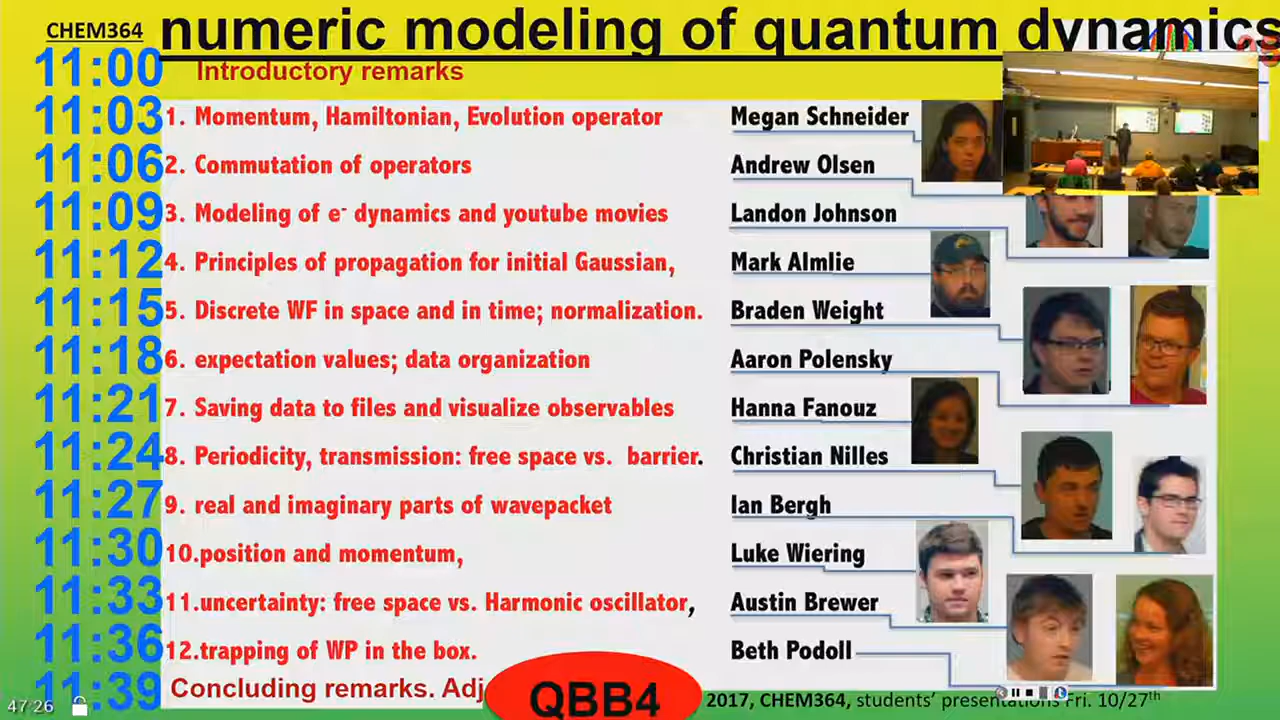 CHEM364 numeric modeling of quantum dynamics
11:00 Introductory remarks
11:03 1. Momentum, Hamiltonian, Evolution operator Megan Schneider
11:06 2. Commutation of operators Andrew Olsen
11:09 3. Modeling of e- dynamics and youtube movies Landon Johnson
11:12 4. Principles of propagation for initial Gaussian, Mark Almlie
11:15 5. Discrete WF in space and in time; normalization. Braden Weight
11:18 6. expectation values; data organization Aaron Polensky
11:21 7. Saving data to files and visualize observables Hanna Fanouz
11:24 8. Periodicity, transmission: free space vs. barrier. Christian Nilles
11:27 9. real and imaginary parts of wavepacket Ian Bergh
11:30 10.position and momentum, Luke Wiering
11:33 11.uncertainty: free space vs. Harmonic oscillator, Austin Brewer
11:36 12.trapping of WP in the box. Beth Podoll
11:39 Concluding remarks. Adj
QBB4
2017, CHEM364, students' presentations Fri. 10/27th
47:26